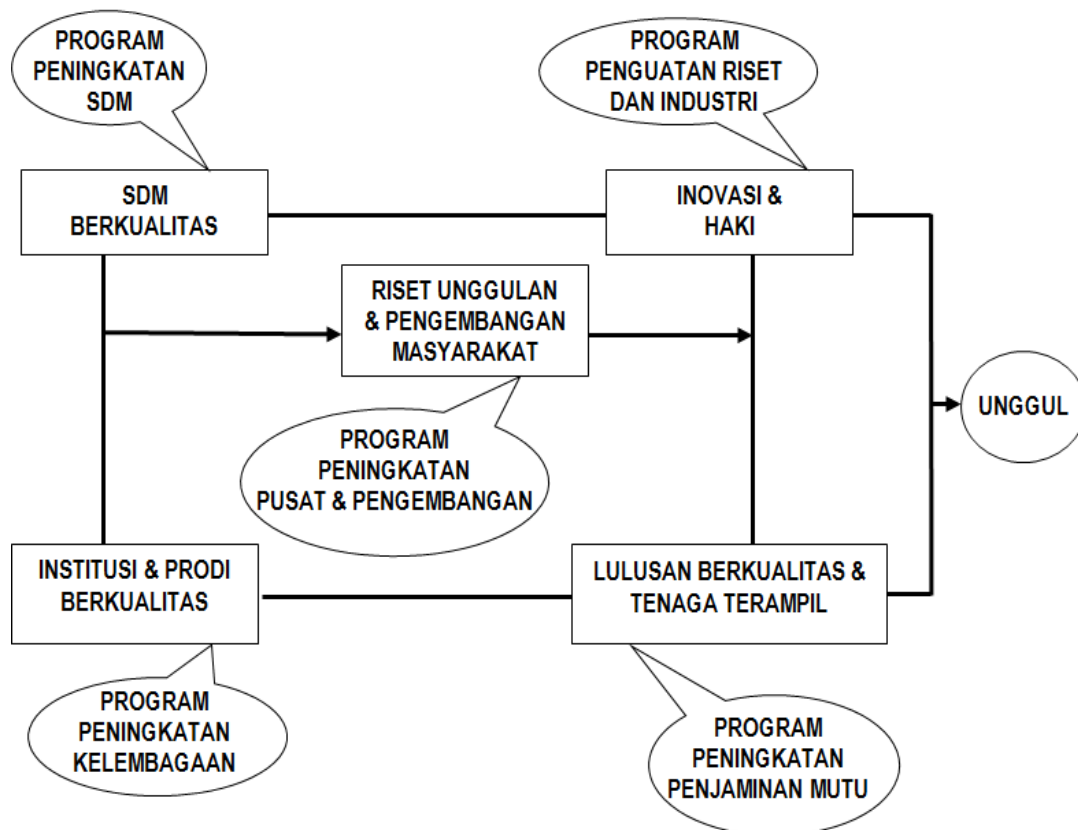 PROGRAM
PENINGKATAN
SDM
PROGRAM
PENGUATAN RISET
DAN INDUSTRI
SDM
BERKUALITAS
INOVASI &
HAKI
RISET UNGGULAN
& PENGEMBANGAN
MASYARAKAT
UNGGUL
PROGRAM
PENINGKATAN
PUSAT & PENGEMBANGAN
INSTITUSI & PRODI
BERKUALITAS
LULUSAN BERKUALITAS &
TENAGA TERAMPIL
PROGRAM
PENINGKATAN
KELEMBAGAAN
PROGRAM
PENINGKATAN
PENJAMINAN MUTU